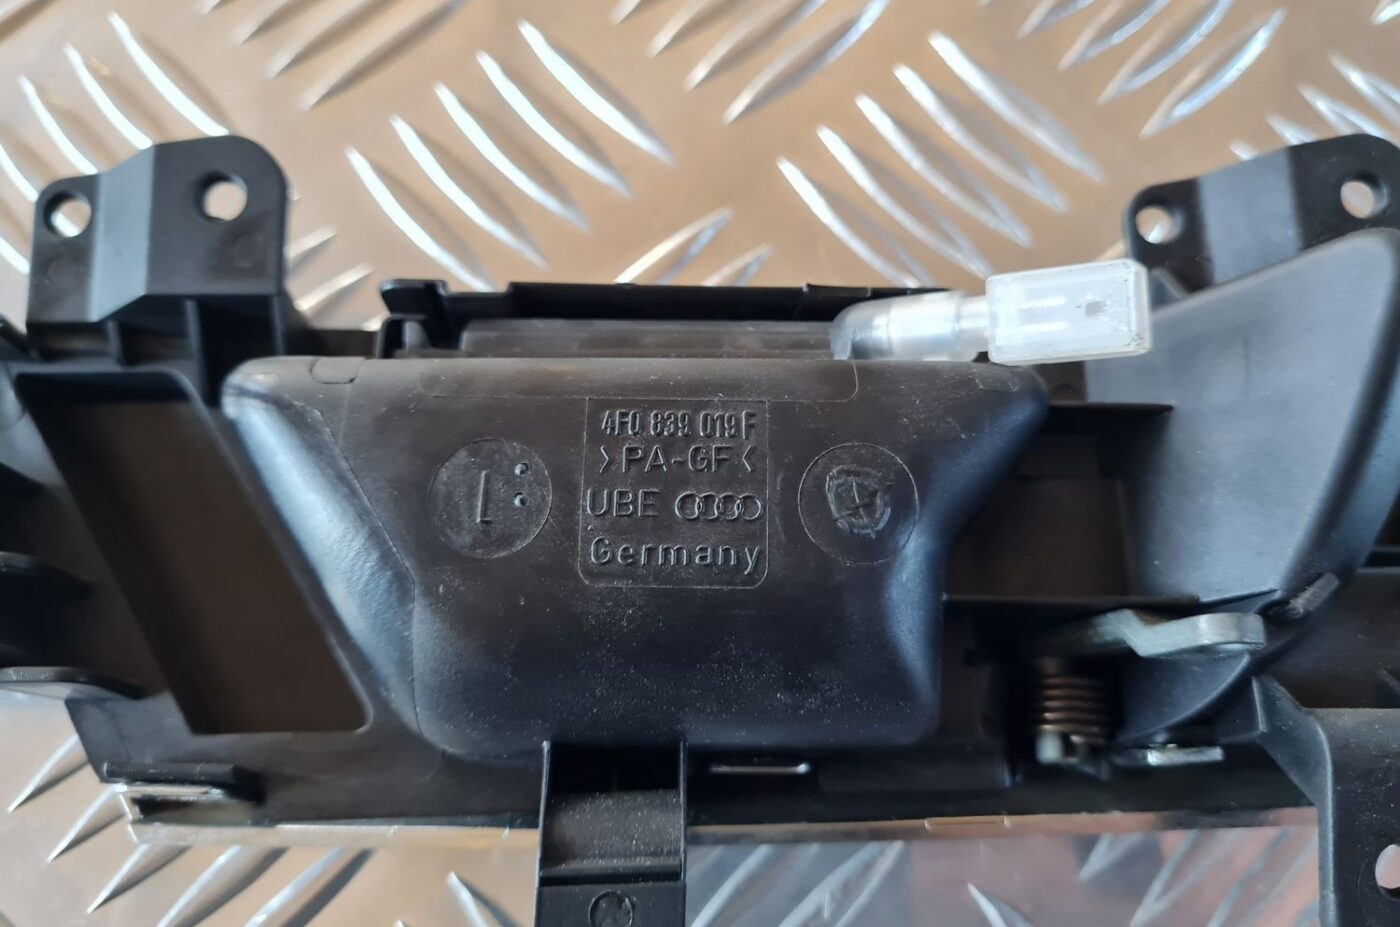 4F0 839 019 F
>PA-GF<
UBE
Germany